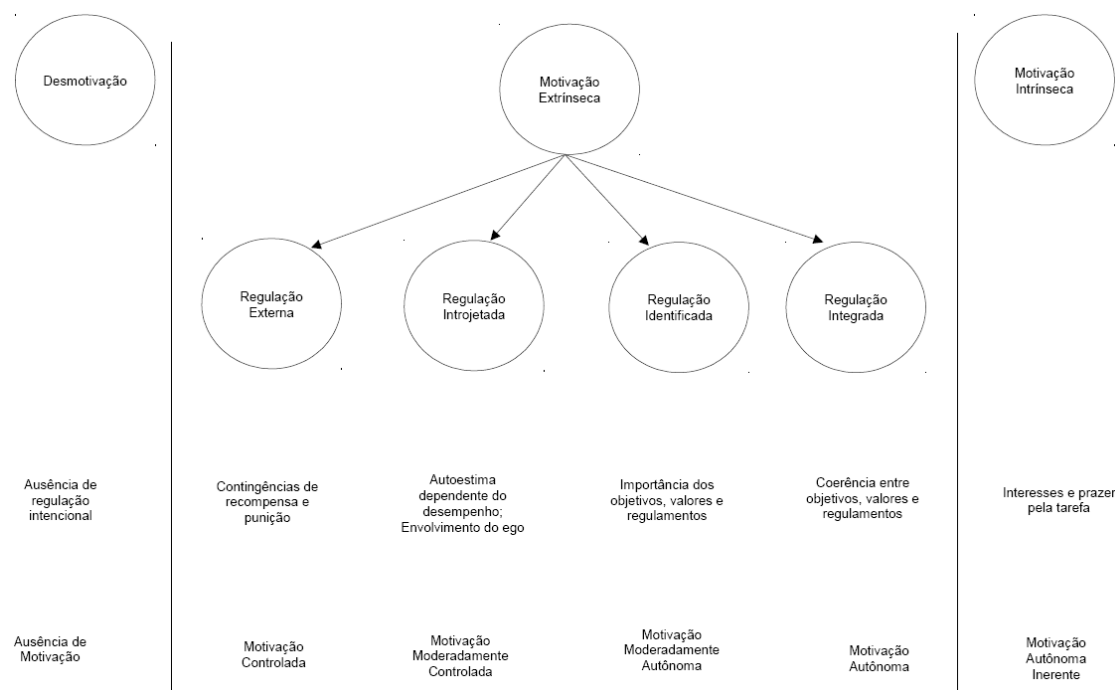 Desmotivação
Motivação
Extrínseca
Motivação
Intrínseca
Regulação
Externa
Regulação
Introjetada
Regulação
Identificada
Regulação
Integrada
Ausência de
regulação
intencional
Contingências de
recompensa e
punição
Autoestima
dependente do
desempenho;
Envolvimento do ego
Importância dos
objetivos, valores e
regulamentos
Coerência entre
objetivos, valores e
regulamentos
Interesses e prazer
pela tarefa
Ausência de
Motivação
Motivação
Controlada
Motivação
Moderadamente
Controlada
Motivação
Moderadamente
Autônoma
Motivação
Autônoma
Motivação
Autônoma
Inerente